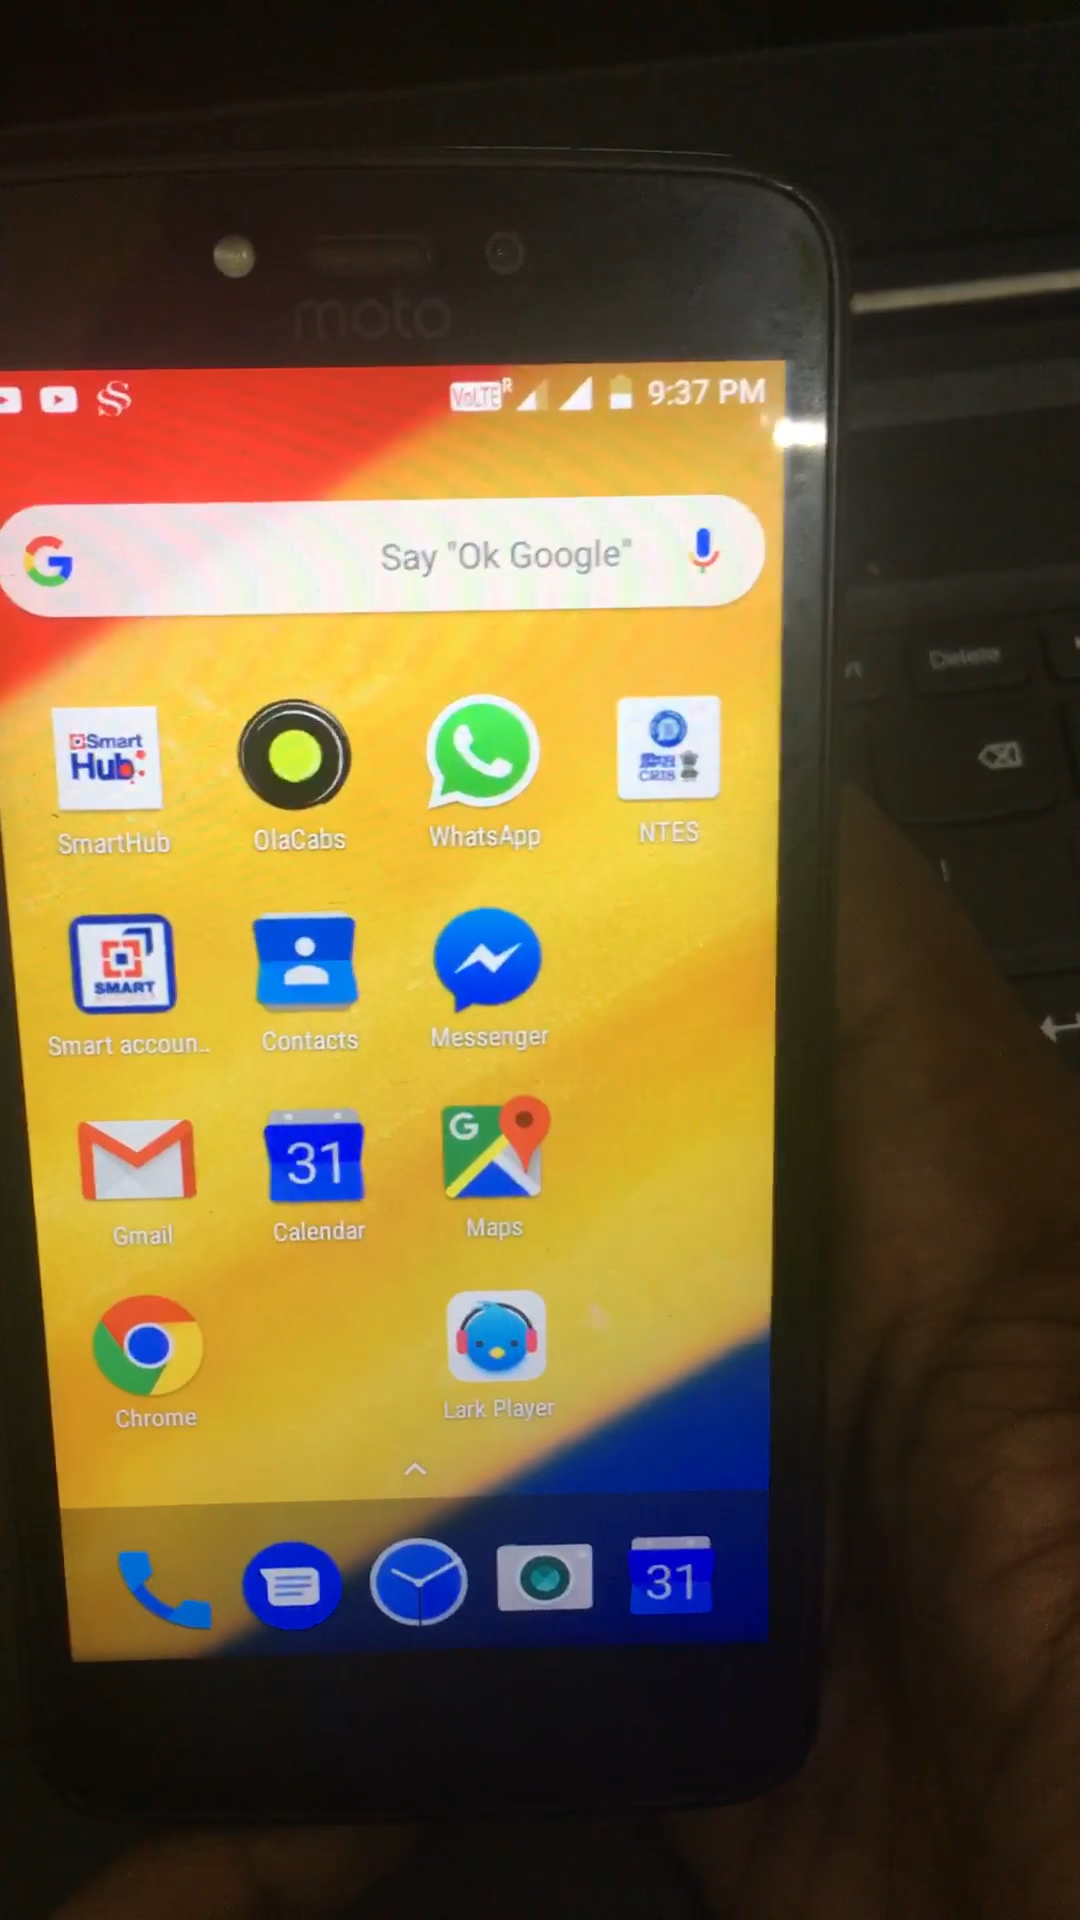 moto
VoLTE R 9:37 PM
G Say "Ok Google"
Smart
Hub
CRIS
SmartHub OlaCabs WhatsApp NTES
SMART
Smart accoun.. Contacts Messenger
31 G
Gmail Calendar Maps
Chrome Lark Player
31
Delete